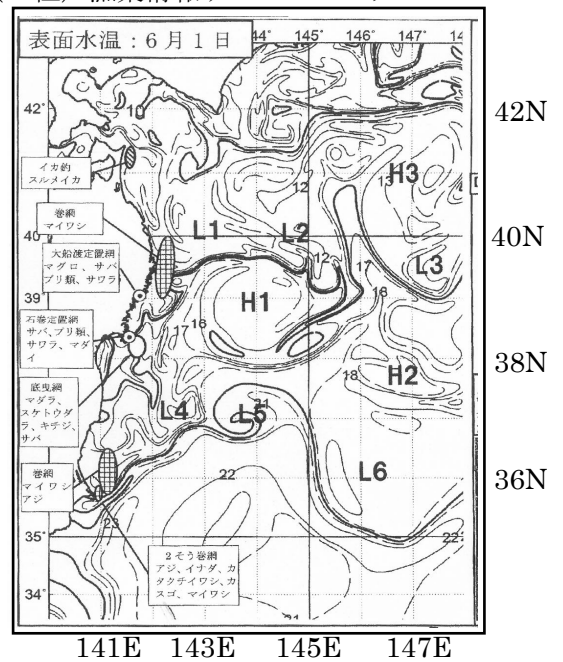 表面水温：6月1日
145°
146°
147°
42°
42N
10
イカ釣
スルメイカ
12
13
H3
巻網
マイワシ
L1
L2
40°
40N
大船渡定置網
マグロ、サバ
ブリ類、サワラ
12
17
L3
39°
H1
16
石巻定置網
サバ、ブリ類、
サワラ、マダ
イ
17
16
38N
18
H2
底曳網
マダラ、
スケトウダ
ラ、キチジ、
サバ
L4
L5
21
L6
36N
巻網
マイワシ
アジ
22
23
35°
22
2そう巻網
アジ、イナダ、カ
タクチイワシ、カ
スゴ、マイワシ
34°
141E 143E 145E 147E